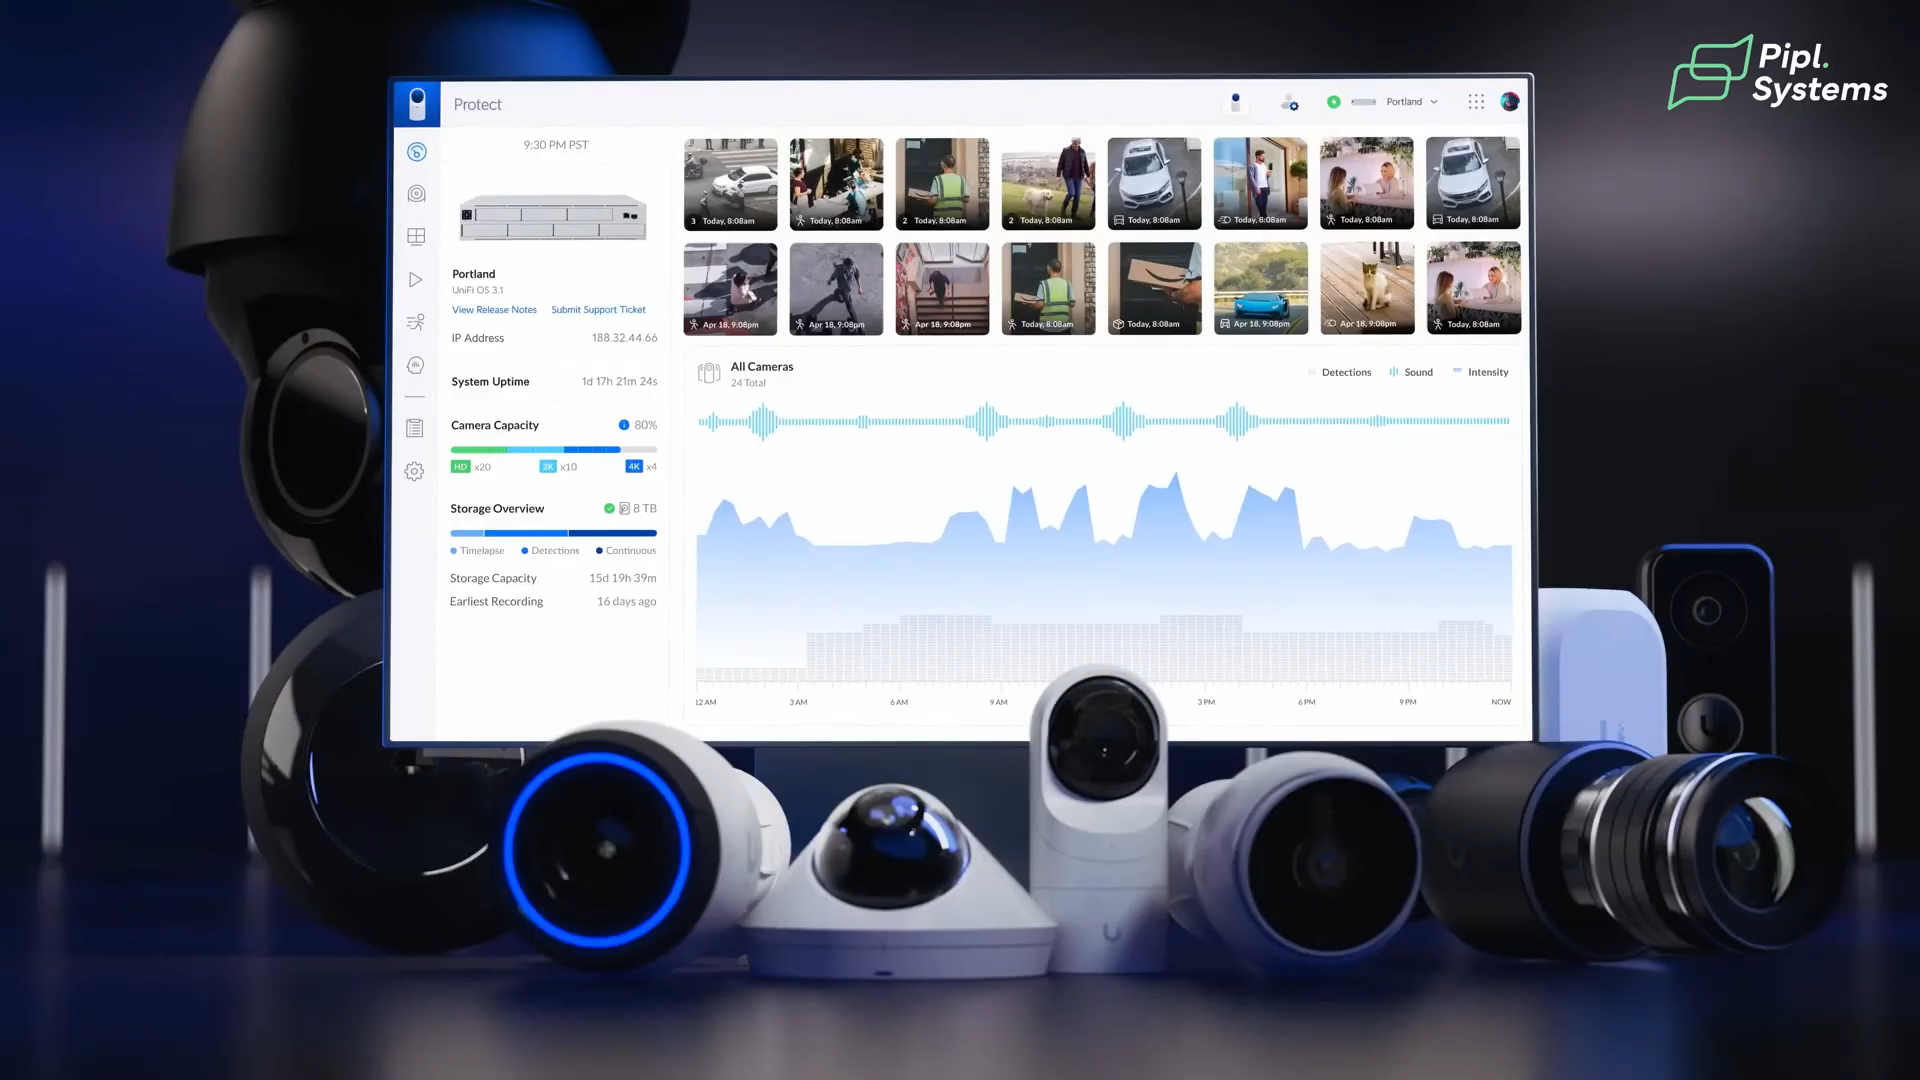 Pipl.
Systems
Protect
Portland
9:30 PM PST
Portland
UniFi OS 3.1
View Release Notes
Submit Support Ticket
IP Address
188.32.44.66
System Uptime
1d 17h 21m 24s
Camera Capacity
80%
HD x20
2K x10
4K x4
Storage Overview
8 TB
Timelapse
Detections
Continuous
Storage Capacity
15d 19h 39m
Earliest Recording
16 days ago
3 Today, 8:08am
Today, 8:08am
2 Today, 8:08am
2 Today, 8:08am
Today, 8:08am
Today, 8:08am
Today, 8:08am
Today, 8:08am
Apr 18, 9:08pm
Apr 18, 9:08pm
Apr 18, 9:08pm
Today, 8:08am
Today, 8:08am
Apr 18, 9:08pm
Apr 18, 9:08pm
Today, 8:08am
All Cameras
24 Total
Detections
Sound
Intensity
12 AM
3 AM
6 AM
9 AM
3 PM
6 PM
9 PM
NOW